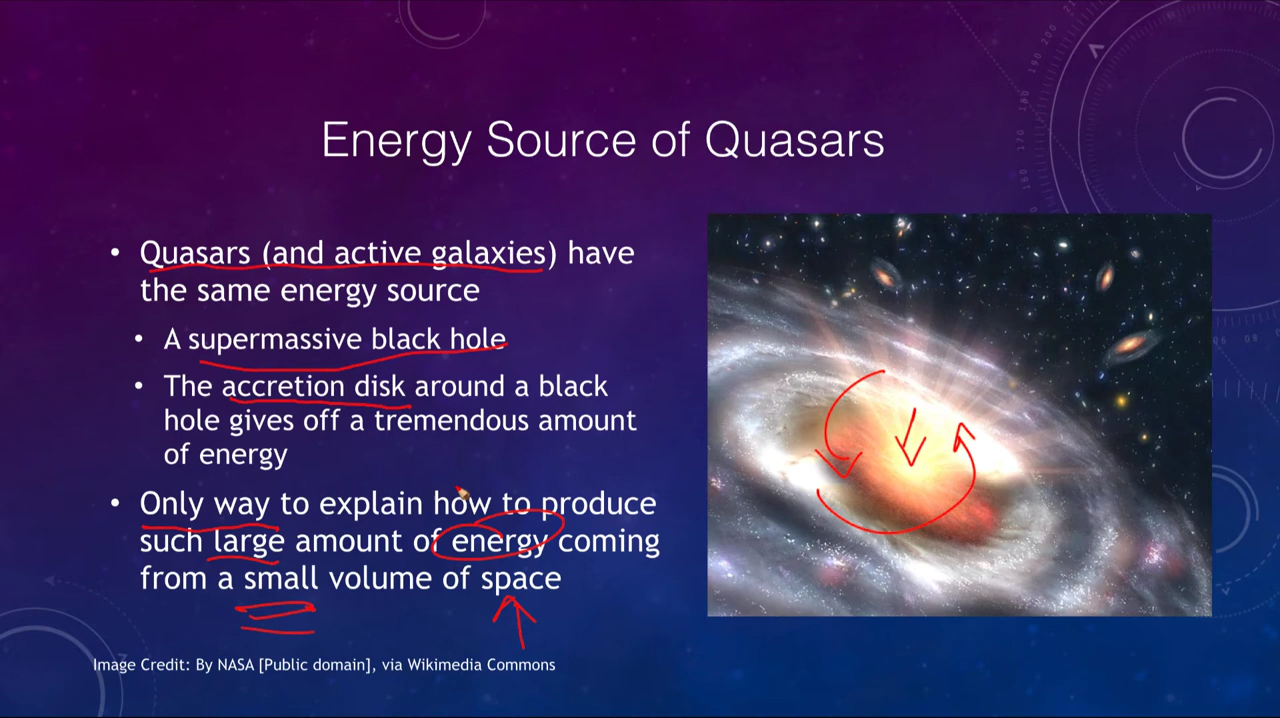 Energy Source of Quasars
• Quasars (and active galaxies) have
the same energy source
• A supermassive black hole
• The accretion disk around a black
hole gives off a tremendous amount
of energy
• Only way to explain how to produce
such large amount of energy coming
from a small volume of space
Image Credit: By NASA [Public domain], via Wikimedia Commons